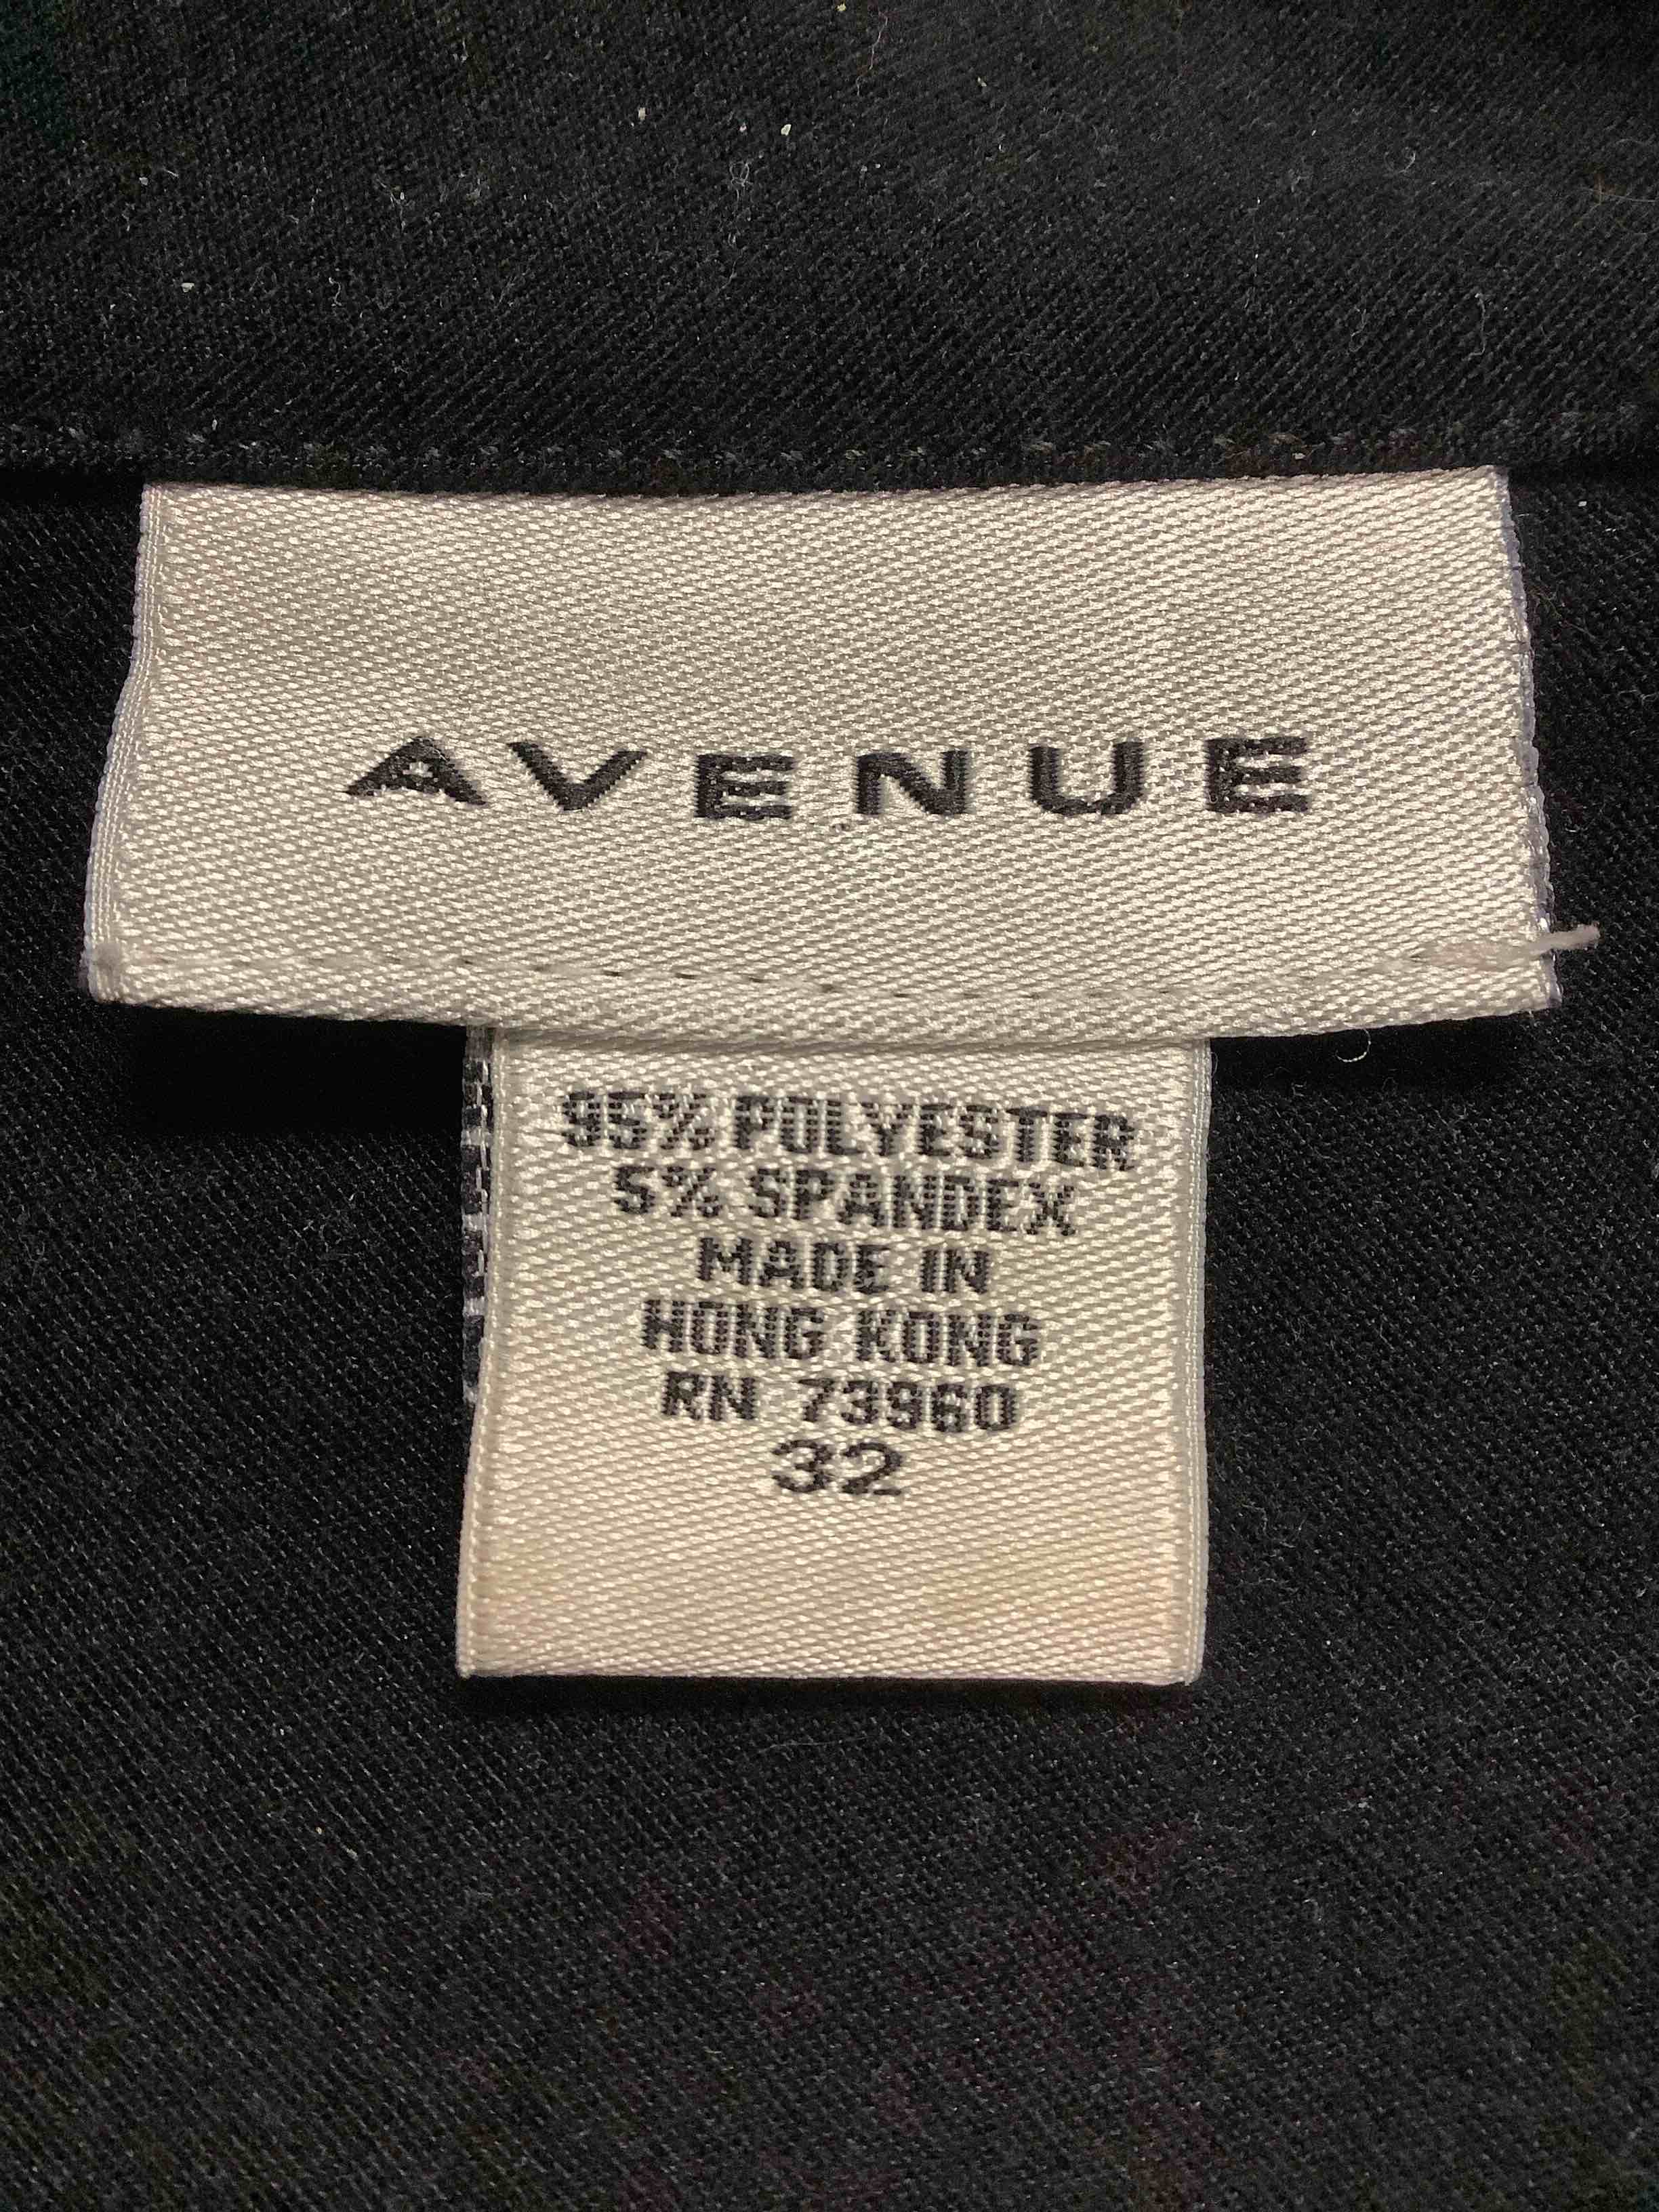 AVENUE
95% POLYESTER
5% SPANDEX
MADE IN
HONG KONG
RN 73960
32